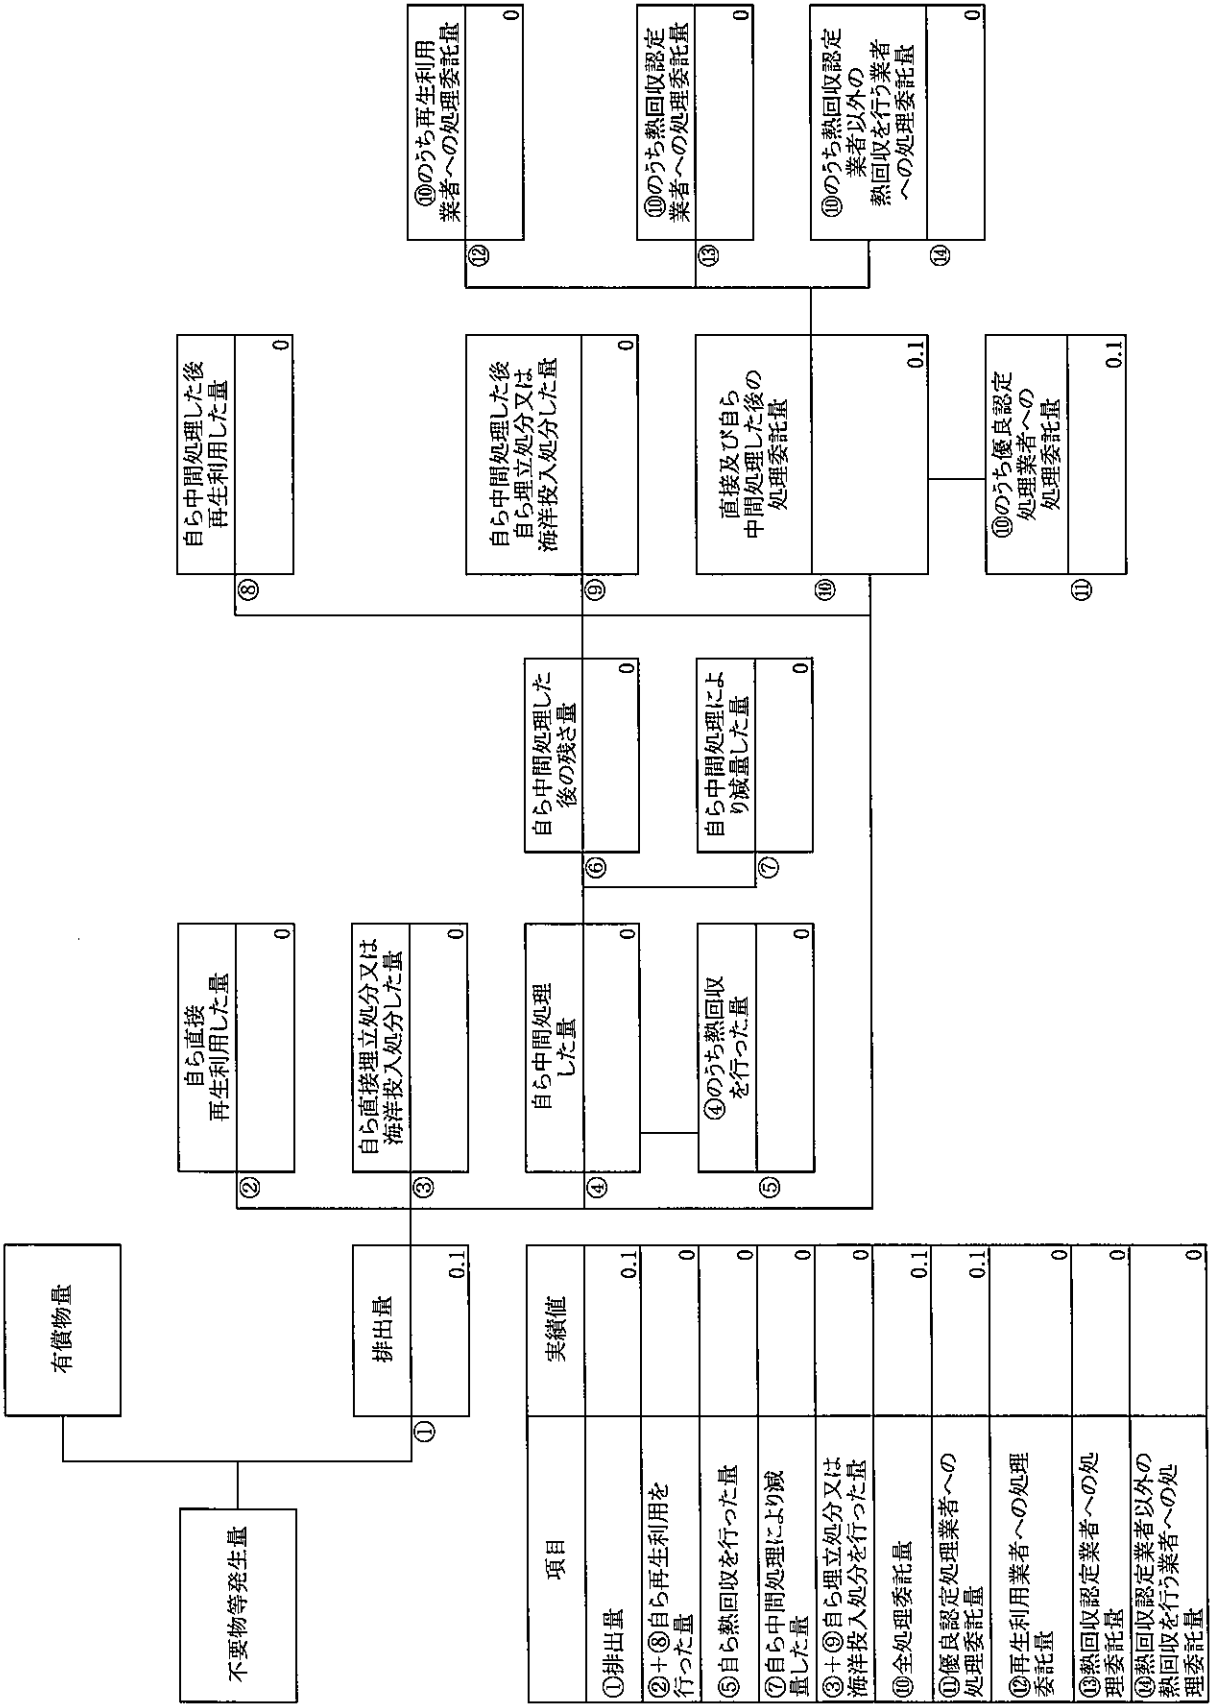 不要物等発生量
有償物量
排出量
①
0.1
自ら直接
再生利用した量
②
0
自ら直接埋立処分又は
海洋投入処分した量
③
0
自ら中間処理
した量
④
0
④のうち熱回収
を行った量
⑤
0
自ら中間処理した
後の残さ量
⑥
0
自ら中間処理によ
り減量した量
⑦
0
自ら中間処理した後
再生利用した量
⑧
0
自ら中間処理した後
自ら埋立処分又は
海洋投入処分した量
⑨
0
直接及び自ら
中間処理した後の
処理委託量
⑩
0.1
⑩のうち優良認定
処理業者への
処理委託量
⑪
0.1
⑩のうち再生利用
業者への処理委託量
⑫
0
⑩のうち熱回収認定
業者への処理委託量
⑬
0
⑩のうち熱回収認定
業者以外の
熱回収を行う業者
への処理委託量
⑭
0
項目 実績値
①排出量 0.1
②+⑧自ら再生利用を
行った量 0
⑤自ら熱回収を行った量 0
⑦自ら中間処理により減
量した量 0
③+⑨自ら埋立処分又は
海洋投入処分を行った量 0
⑩全処理委託量 0.1
⑪優良認定処理業者への
処理委託量 0.1
⑫再生利用業者への処理
委託量 0
⑬熱回収認定業者への処
理委託量 0
⑭熱回収認定業者以外の
熱回収を行う業者への処
理委託量 0